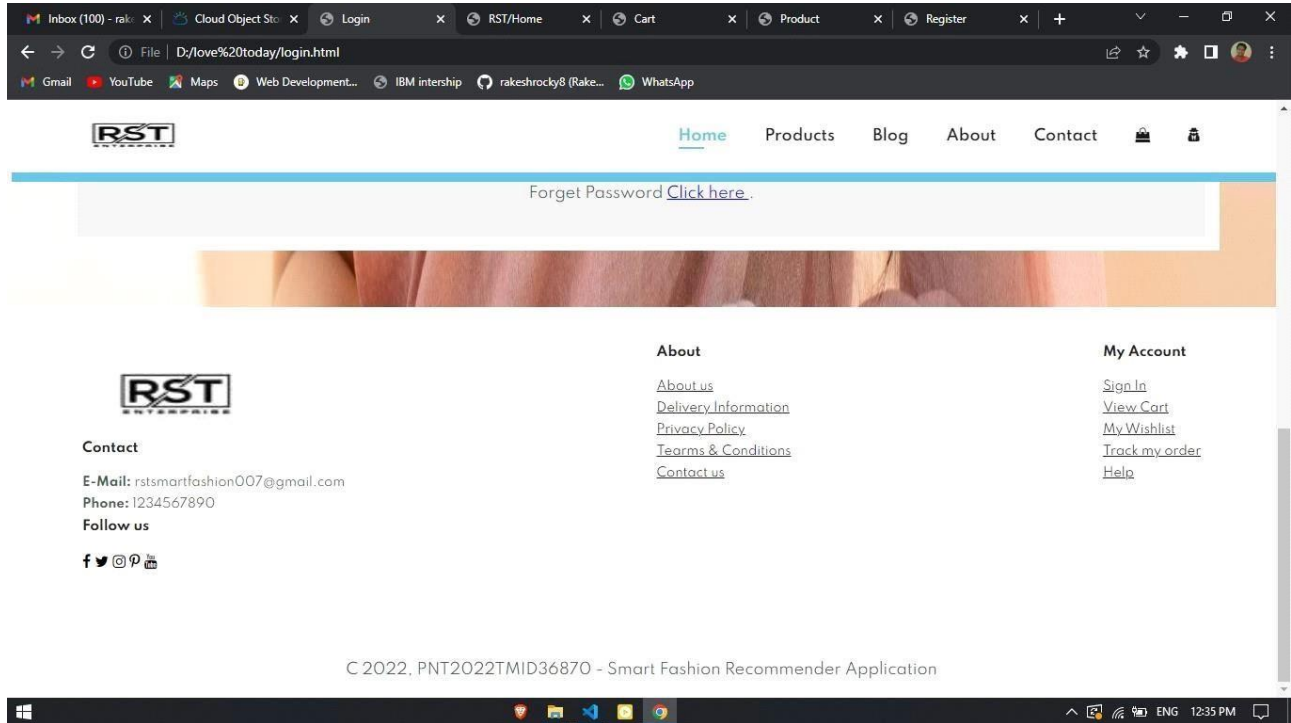 Inbox (100) - rak
Cloud Object Sto
Login
RST/Home
Cart
Product
Register
File D:/love%20today/login.html
Gmail YouTube Maps Web Development... IBM intership rakeshrocky8 (Rake... WhatsApp
RST
ENTERPRISE
Home Products Blog About Contact
Forget Password Click here .
RST
ENTERPRISE
Contact
E-Mail: rstsmartfashion007@gmail.com
Phone: 1234567890
Follow us
About
About us
Delivery Information
Privacy Policy
Tearms & Conditions
Contact us
My Account
Sign In
View Cart
My Wishlist
Track my order
Help
C 2022, PNT2022TMID36870 - Smart Fashion Recommender Application
ENG 12:35 PM